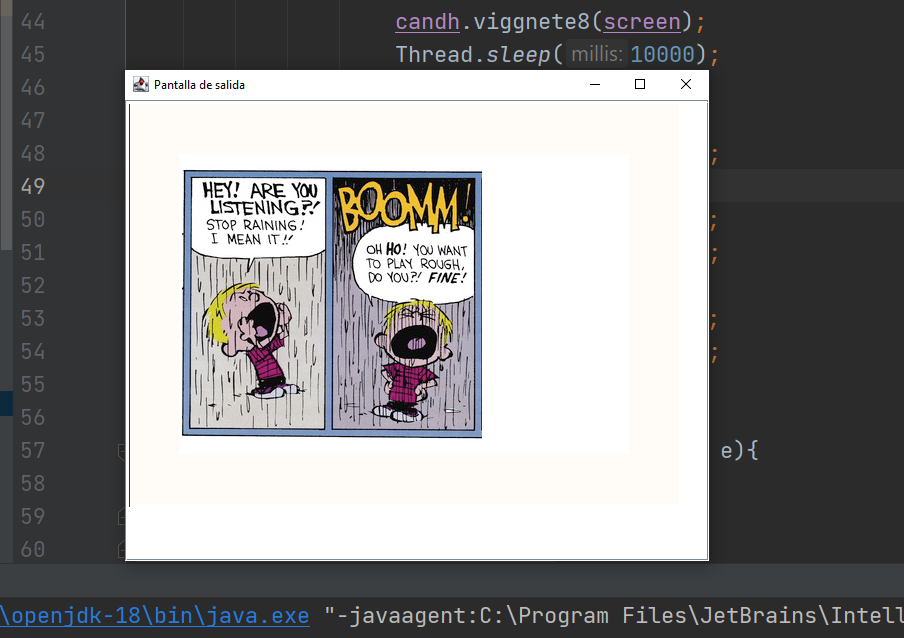 44
candh.viggnete8(screen);
45
Thread.sleep( millis: 10000);
46
Pantalla de salida
47
48
;
49
50
;
51
;
52
53
;
54
;
55
56
57
e){
58
59
60
HEY! ARE YOU
LISTENING?!
STOP RAINING!
I MEAN IT!!
BOOMM!
OH HO! YOU WANT
TO PLAY ROUGH,
DO YOU?! FINE!
\openjdk-18\bin\java.exe "-javaagent:C:\Program Files\JetBrains\Intell